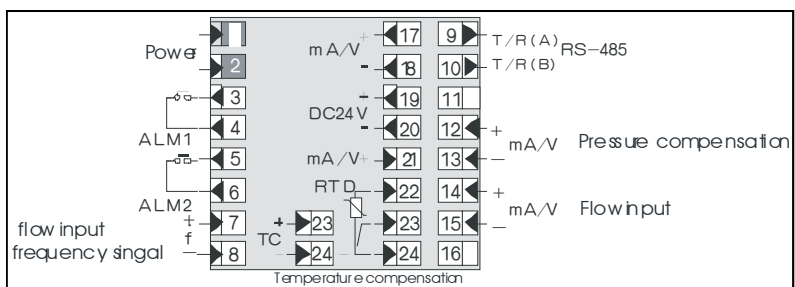 Power
2
3
4
ALM1
5
6
ALM2
flow input
frequency singal
+
f
−
7
8
mA/V
+
-
17
18
DC24V
+
-
19
20
mA/V+
21
RTD
22
23
24
TC
+
-
23
24
Temperature compensation
9
T/R(A)
10
T/R(B)
RS-485
11
12
+
mA/V
Pressure compensation
13
−
14
+
mA/V
Flow input
15
−
16